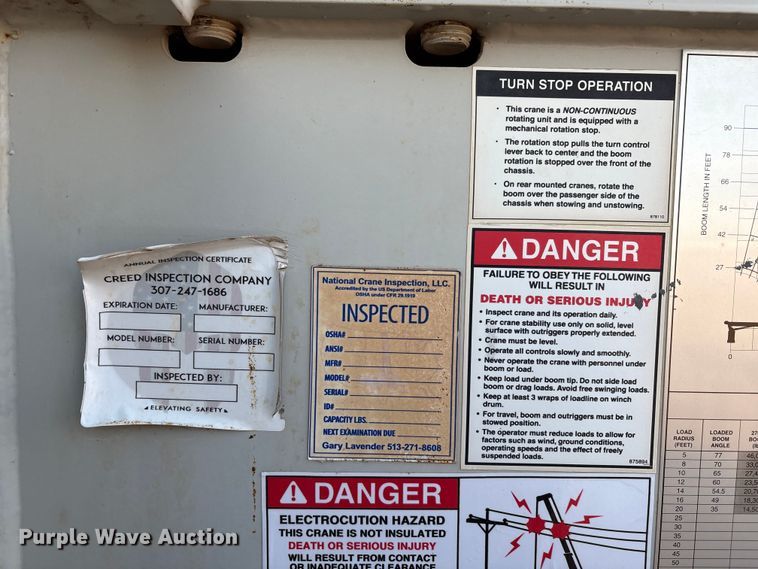 ANNUAL INSPECTION CERTIFICATE
CREED INSPECTION COMPANY
307-247-1686
EXPIRATION DATE:
MANUFACTURER:
MODEL NUMBER:
SERIAL NUMBER:
INSPECTED BY:
ELEVATING SAFETY
National Crane Inspection, LLC.
Accredited by the US Department of Labor
OSHA under CFR 29.1919
INSPECTED
OSHA#
ANSI#
MFR#
MODEL#
SERIAL#
ID#
CAPACITY LBS.
NEXT EXAMINATION DUE
Gary Lavender 513-271-8608
TURN STOP OPERATION
• This crane is a NON-CONTINUOUS
rotating unit and is equipped with a
mechanical rotation stop.
• The rotation stop pulls the turn control
lever back to center and the boom
rotation is stopped over the front of the
chassis.
• On rear mounted cranes, rotate the
boom over the passenger side of the
chassis when stowing and unstowing.
878110
DANGER
FAILURE TO OBEY THE FOLLOWING
WILL RESULT IN
DEATH OR SERIOUS INJURY
• Inspect crane and its operation daily.
• For crane stability use only on solid, level
surface with outriggers properly extended.
• Crane must be level.
• Operate all controls slowly and smoothly.
• Never operate the crane with personnel under
boom or load.
• Keep load under boom tip. Do not side load
boom or drag loads. Avoid free swinging loads.
• Keep at least 3 wraps of loadline on winch
drum.
• For travel, boom and outriggers must be in
stowed position.
• The operator must reduce loads to allow for
factors such as wind, ground conditions,
operating speeds and the effect of freely
suspended loads.
875894
DANGER
ELECTROCUTION HAZARD
THIS CRANE IS NOT INSULATED
DEATH OR SERIOUS INJURY
WILL RESULT FROM CONTACT
OR INADEQUATE CLEARANCE
BOOM LENGTH IN FEET
90
78
66
54
42
27
0
LOAD RADIUS (FEET) LOADED BOOM ANGLE
5 77
8 70
10 65
12 60
14 54.5
16 49
20 35
25
30
35
40
45
50
Purple Wave Auction